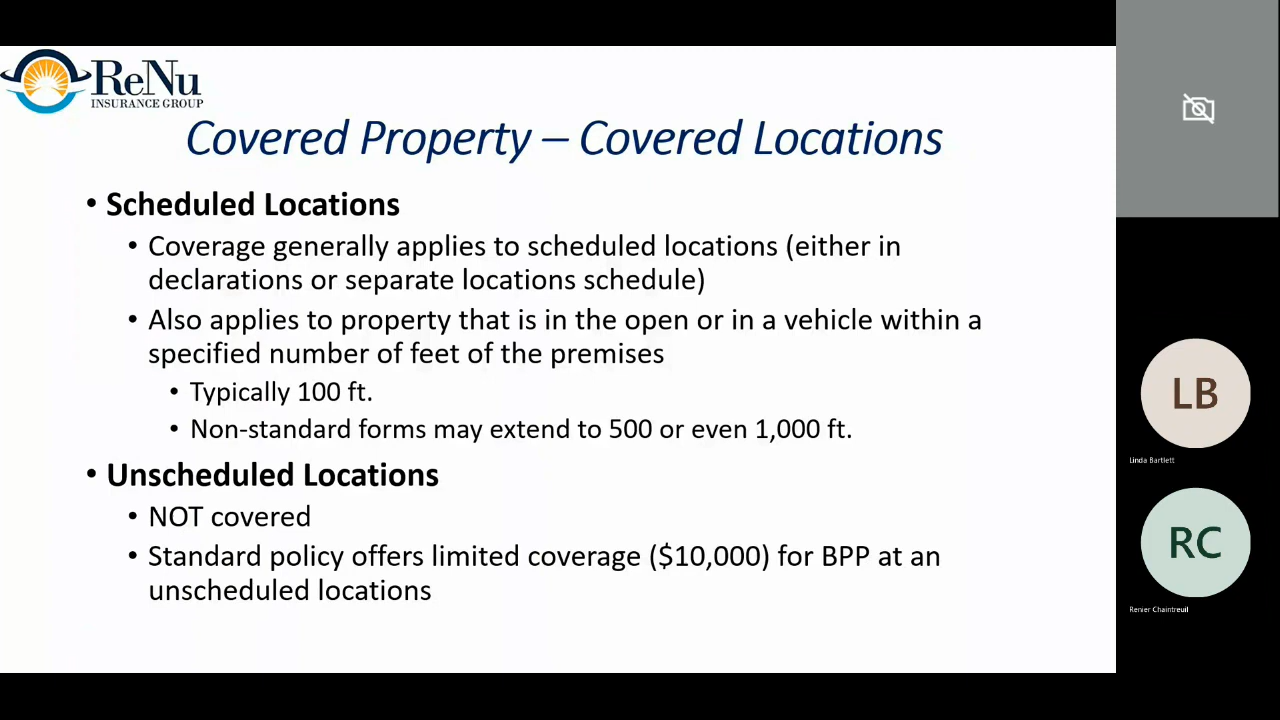 ReNu
INSURANCE GROUP
Covered Property – Covered Locations
• Scheduled Locations
• Coverage generally applies to scheduled locations (either in
declarations or separate locations schedule)
• Also applies to property that is in the open or in a vehicle within a
specified number of feet of the premises
• Typically 100 ft.
• Non-standard forms may extend to 500 or even 1,000 ft.
• Unscheduled Locations
• NOT covered
• Standard policy offers limited coverage ($10,000) for BPP at an
unscheduled locations
LB
Linda Bartlett
RC
Renier Chaintreuil